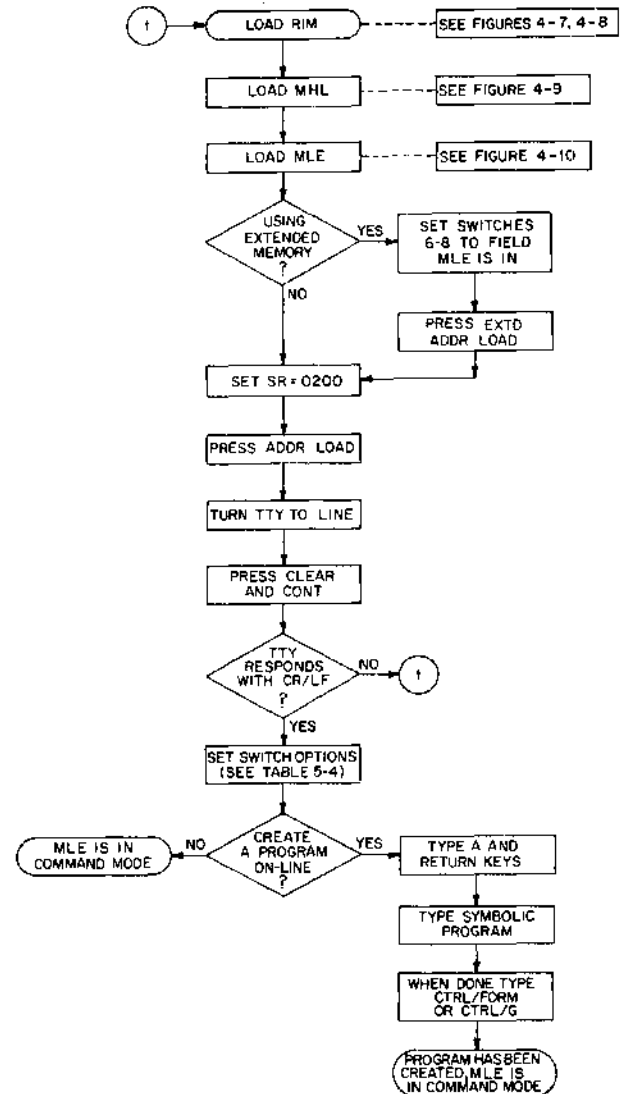 t
LOAD RIM
SEE FIGURES 4-7, 4-8
LOAD MHL
SEE FIGURE 4-9
LOAD MLE
SEE FIGURE 4-10
USING
EXTENDED
MEMORY
?
YES
SET SWITCHES
6-8 TO FIELD
MLE IS IN
NO
PRESS EXTD
ADDR LOAD
SET SR = 0200
PRESS ADDR LOAD
TURN TTY TO LINE
PRESS CLEAR
AND CONT
TTY
RESPONDS
WITH CR/LF
?
NO
t
YES
SET SWITCH OPTIONS
(SEE TABLE 5-4)
MLE IS IN
COMMAND MODE
NO
CREATE
A PROGRAM
ON-LINE
?
YES
TYPE A AND
RETURN KEYS
TYPE SYMBOLIC
PROGRAM
WHEN DONE TYPE
CTRL/FORM
OR CTRL/G
PROGRAM HAS BEEN
CREATED, MLE IS
IN COMMAND MODE